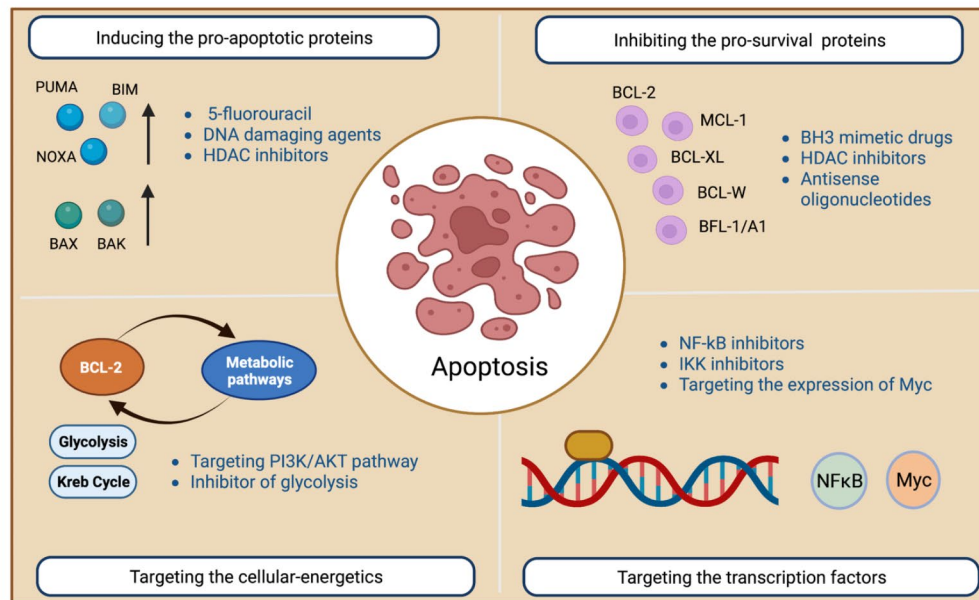 Inducing the pro-apoptotic proteins
PUMA
BIM
NOXA
BAX
BAK
• 5-fluorouracil
• DNA damaging agents
• HDAC inhibitors
Inhibiting the pro-survival proteins
BCL-2
MCL-1
BCL-XL
BCL-W
BFL-1/A1
• BH3 mimetic drugs
• HDAC inhibitors
• Antisense
oligonucleotides
Apoptosis
BCL-2
Metabolic
pathways
Glycolysis
Kreb Cycle
• Targeting PI3K/AKT pathway
• Inhibitor of glycolysis
Targeting the cellular-energetics
• NF-kB inhibitors
• IKK inhibitors
• Targeting the expression of Myc
NFκB
Myc
Targeting the transcription factors